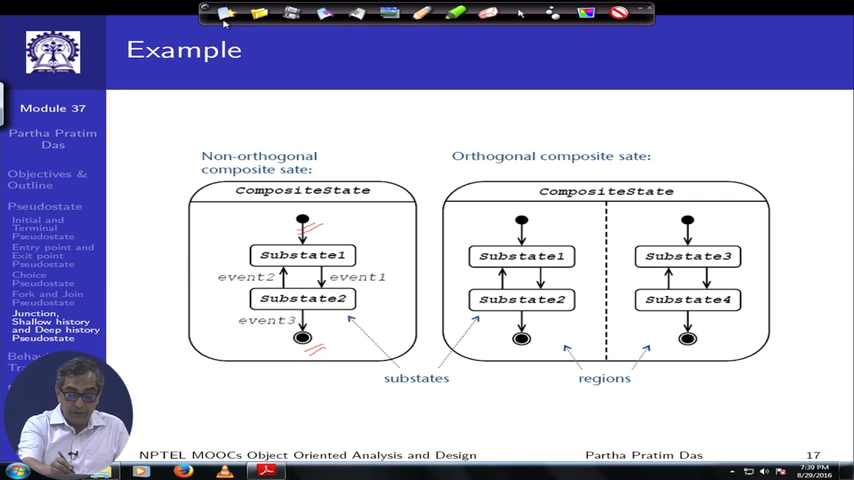 Example
Module 37
Partha Pratim
Das
Objectives &
Outline
Pseudostate
Initial and
Terminal
Pseudostate
Entry point and
Exit point
Pseudostate
Choice
Pseudostate
Fork and Join
Pseudostate
Junction,
Shallow history
and Deep history
Pseudostate
Non-orthogonal
composite sate:
CompositeState
Substate1
event2
event1
Substate2
event3
Orthogonal composite sate:
CompositeState
Substate1
Substate3
Substate2
Substate4
substates
regions
NPTEL MOOCs Object Oriented Analysis and Design
Partha Pratim Das
17
7:39 PM
8/29/2016